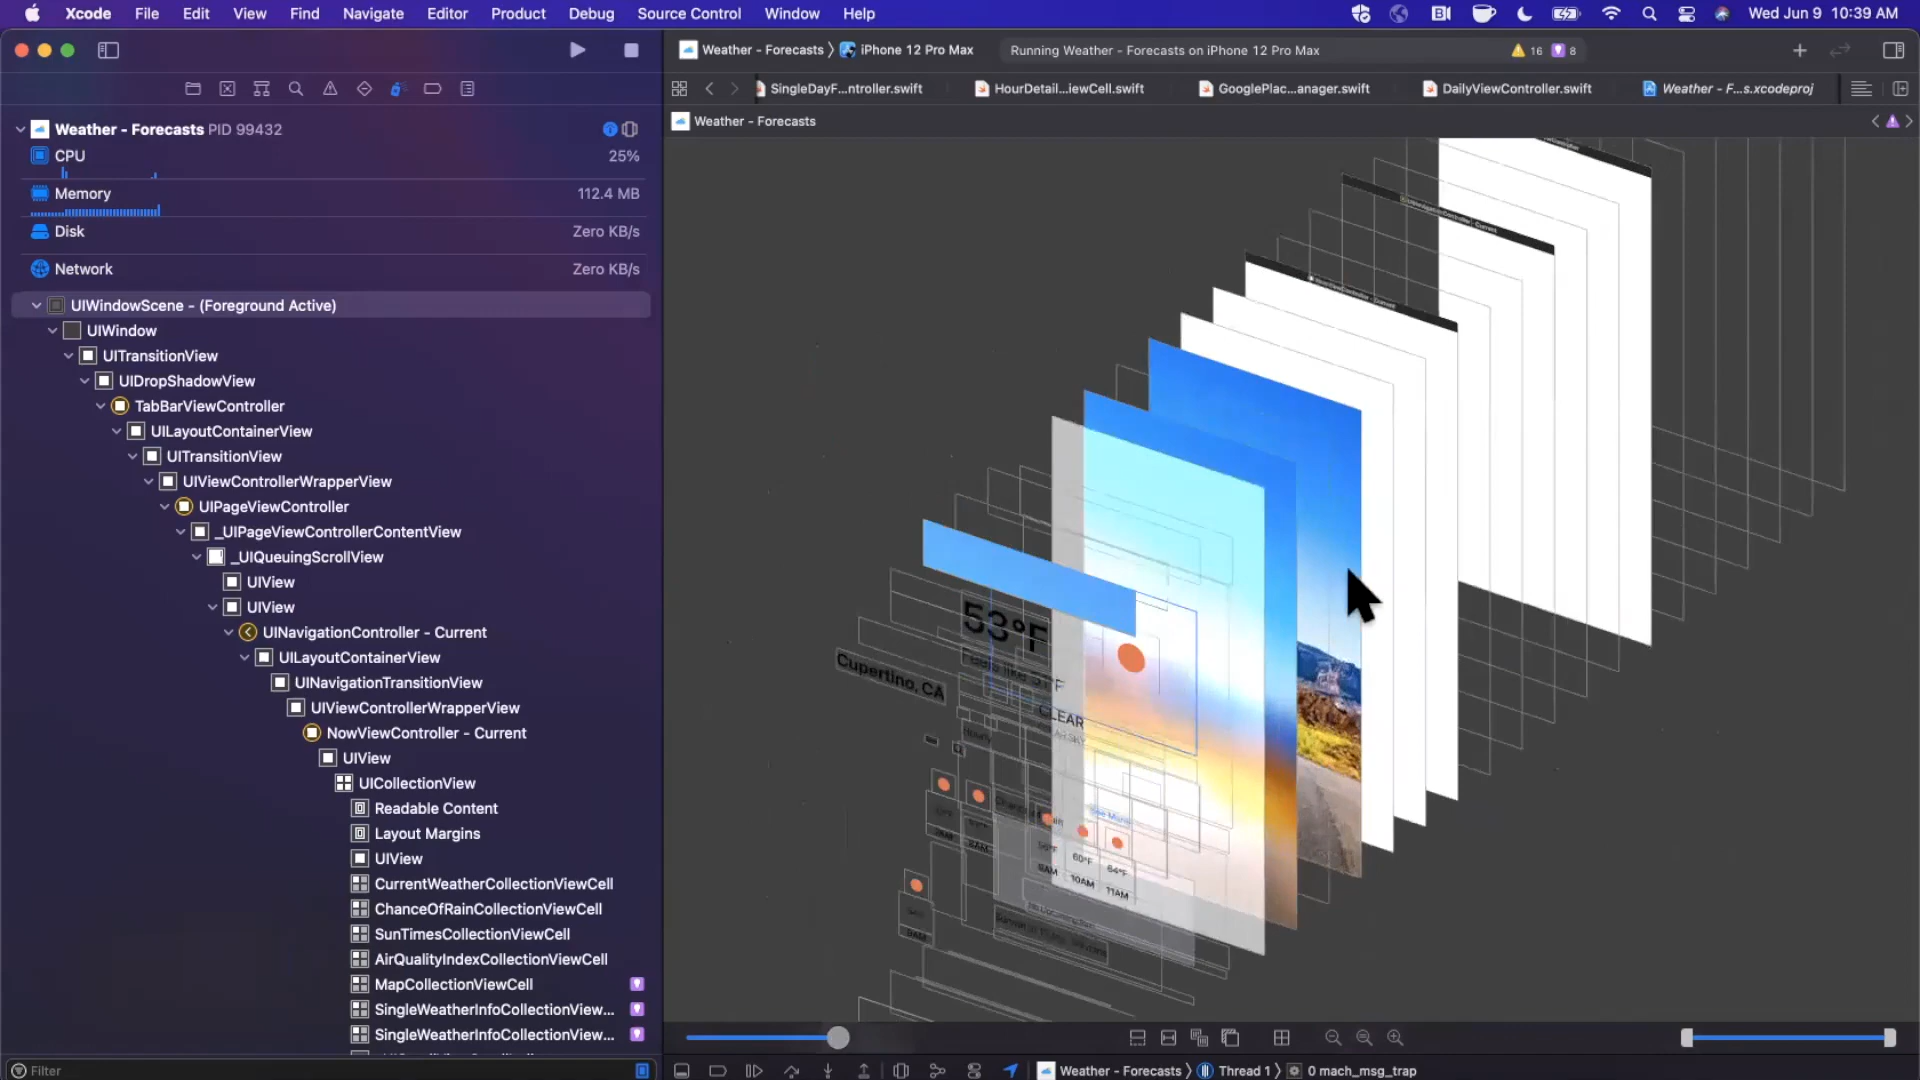 Xcode File Edit View Find Navigate Editor Product Debug Source Control Window Help Wed Jun 9 10:39 AM
Weather - Forecasts iPhone 12 Pro Max Running Weather - Forecasts on iPhone 12 Pro Max 16 8
SingleDayF...ntroller.swift HourDetail...iewCell.swift GooglePlac...anager.swift DailyViewController.swift Weather - F...s.xcodeproj
Weather - Forecasts
Weather - Forecasts PID 99432
CPU 25%
Memory 112.4 MB
Disk Zero KB/s
Network Zero KB/s
UIWindowScene - (Foreground Active)
UIWindow
UITransitionView
UIDropShadowView
TabBarViewController
UILayoutContainerView
UITransitionView
UIViewControllerWrapperView
UIPageViewController
_UIPageViewControllerContentView
_UIQueuingScrollView
UIView
UIView
UINavigationController - Current
UILayoutContainerView
UINavigationTransitionView
UIViewControllerWrapperView
NowViewController - Current
UIView
UICollectionView
Readable Content
Layout Margins
UIView
CurrentWeatherCollectionViewCell
ChanceOfRainCollectionViewCell
SunTimesCollectionViewCell
AirQualityIndexCollectionViewCell
MapCollectionViewCell
SingleWeatherInfoCollectionView...
SingleWeatherInfoCollectionView...
Filter
53°F
Feels like 51°F
Cupertino, CA
CLEAR
60°F 64°F
8AM 10AM 11AM
Weather - Forecasts Thread 1 0 mach_msg_trap